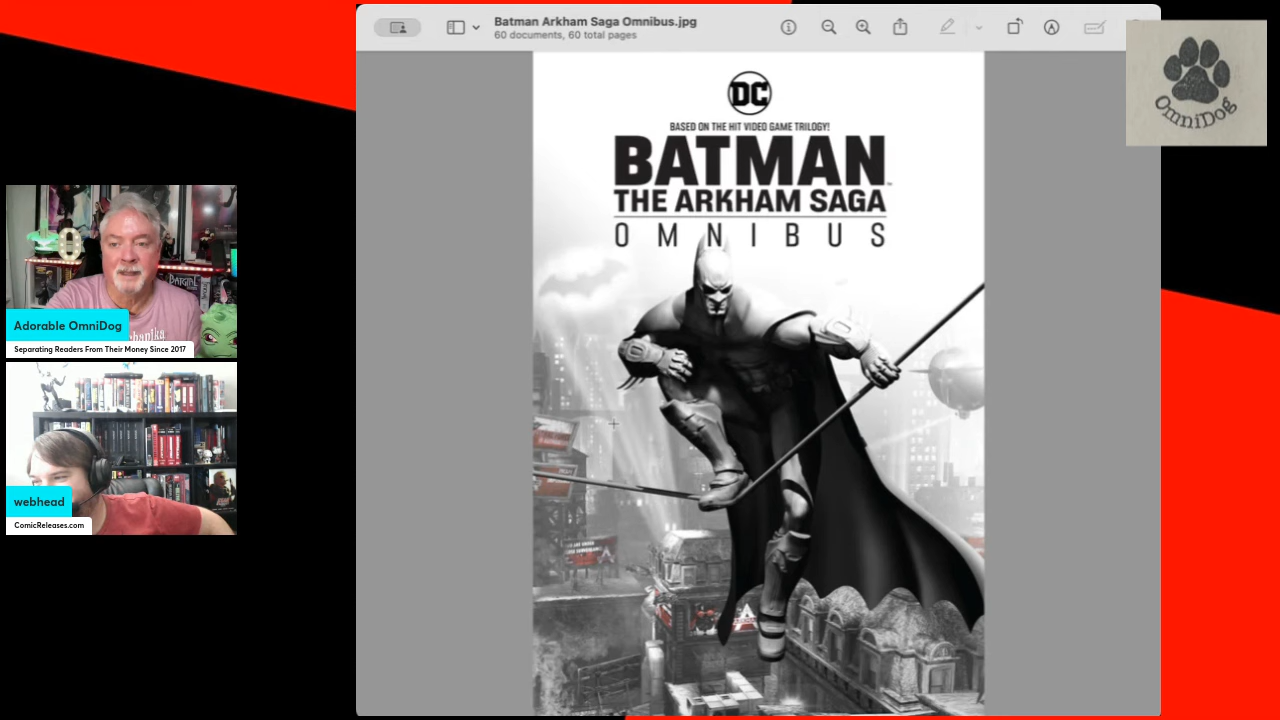 Batman Arkham Saga Omnibus.jpg
60 documents, 60 total pages
OmniDog
DC
BASED ON THE HIT VIDEO GAME TRILOGY!
BATMAN
THE ARKHAM SAGA
OMNIBUS
BATGIRL
Adorable OmniDog
Separating Readers From Their Money Since 2017
webhead
ComicReleases.com